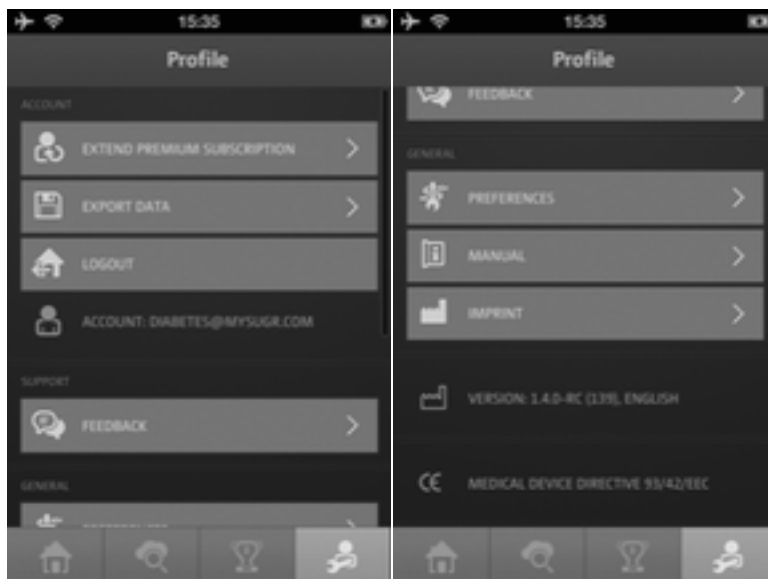 15:35
Profile
ACCOUNT
EXTEND PREMIUM SUBSCRIPTION
EXPORT DATA
LOGOUT
ACCOUNT: DIABETES@MYSUGR.COM
SUPPORT
FEEDBACK
GENERAL
PREFERENCES
15:35
Profile
FEEDBACK
GENERAL
PREFERENCES
MANUAL
IMPRINT
VERSION: 1.4.0-RC (139), ENGLISH
CE MEDICAL DEVICE DIRECTIVE 93/42/EEC